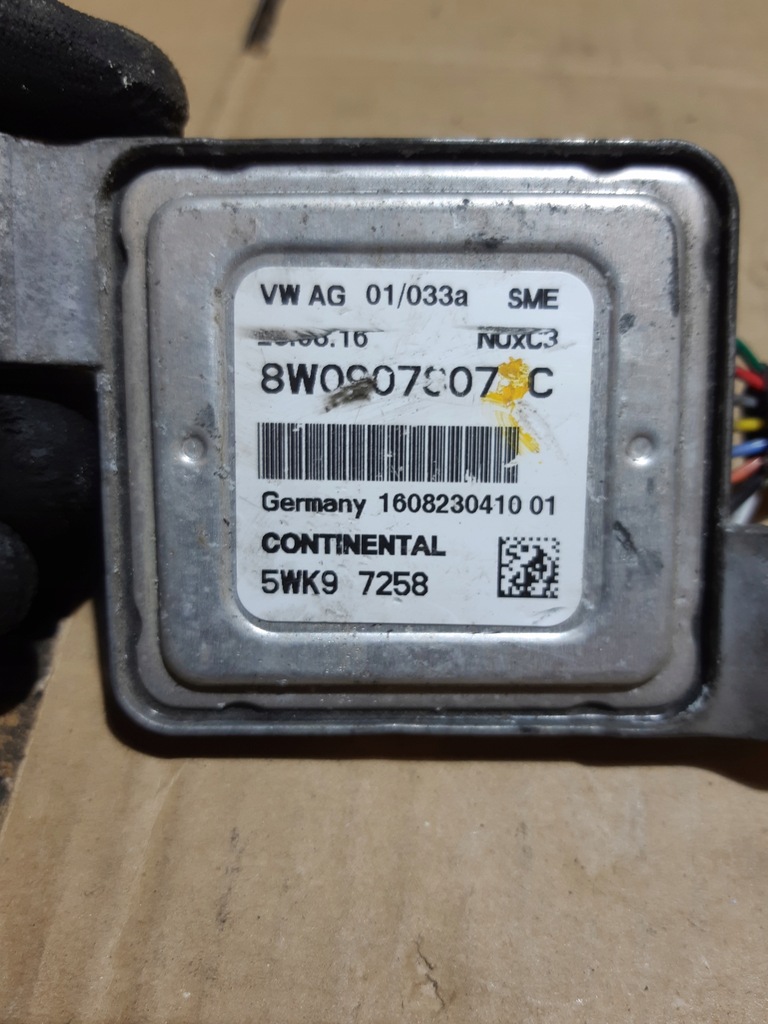 VW AG 01/033a SME
NOxC3
Germany 1608230410 01
CONTINENTAL
5WK9 7258